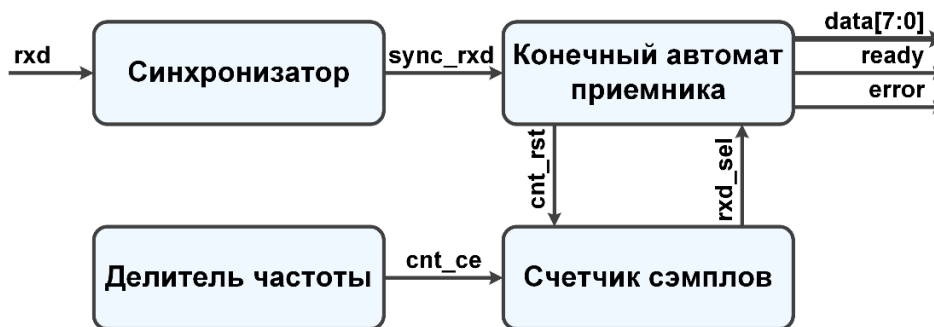 data[7:0]
rxd
Синхронизатор
sync_rxd
Конечный автомат
приемника
ready
error
cnt_rst
rxd_sel
Делитель частоты
cnt_ce
Счетчик сэмплов